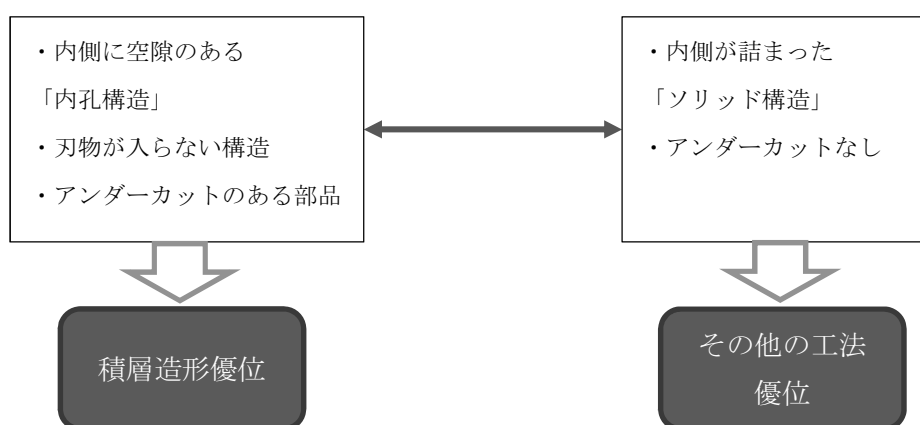 ・内側に空隙のある
「内孔構造」
・刃物が入らない構造
・アンダーカットのある部品
・内側が詰まった
「ソリッド構造」
・アンダーカットなし
積層造形優位
その他の工法
優位